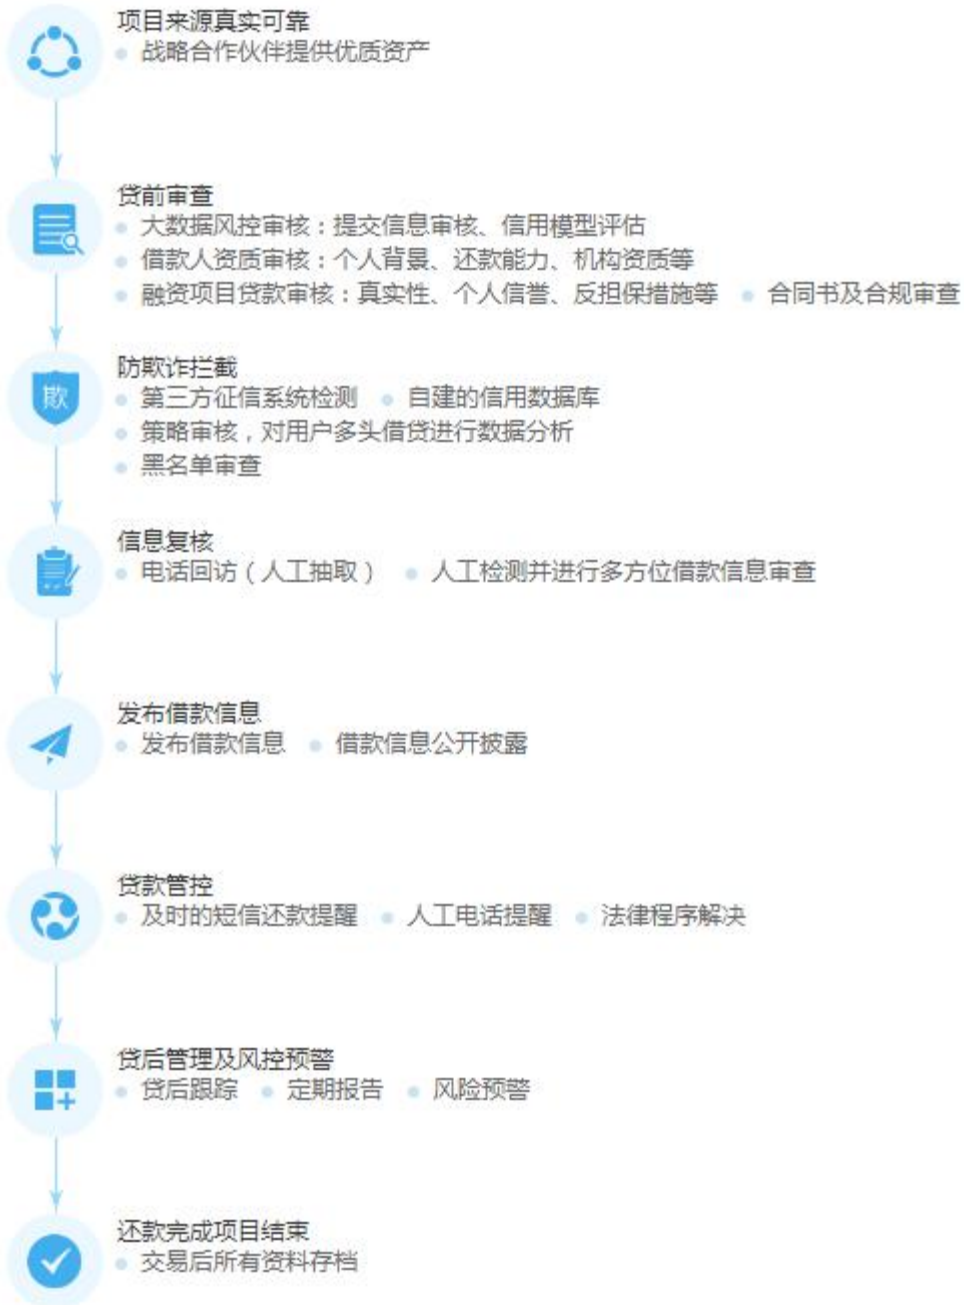 项目来源真实可靠
战略合作伙伴提供优质资产
贷前审查
大数据风控审核：提交信息审核、信用模型评估
借款人资质审核：个人背景、还款能力、机构资质等
融资项目贷款审核：真实性、个人信誉、反担保措施等 合同书及合规审查
欺
防欺诈拦截
第三方征信系统检测 自建的信用数据库
策略审核，对用户多头借贷进行数据分析
黑名单审查
信息复核
电话回访（人工抽取） 人工检测并进行多方位借款信息审查
发布借款信息
发布借款信息 借款信息公开披露
贷款管控
及时的短信还款提醒 人工电话提醒 法律程序解决
贷后管理及风控预警
贷后跟踪 定期报告 风险预警
还款完成项目结束
交易后所有资料存档